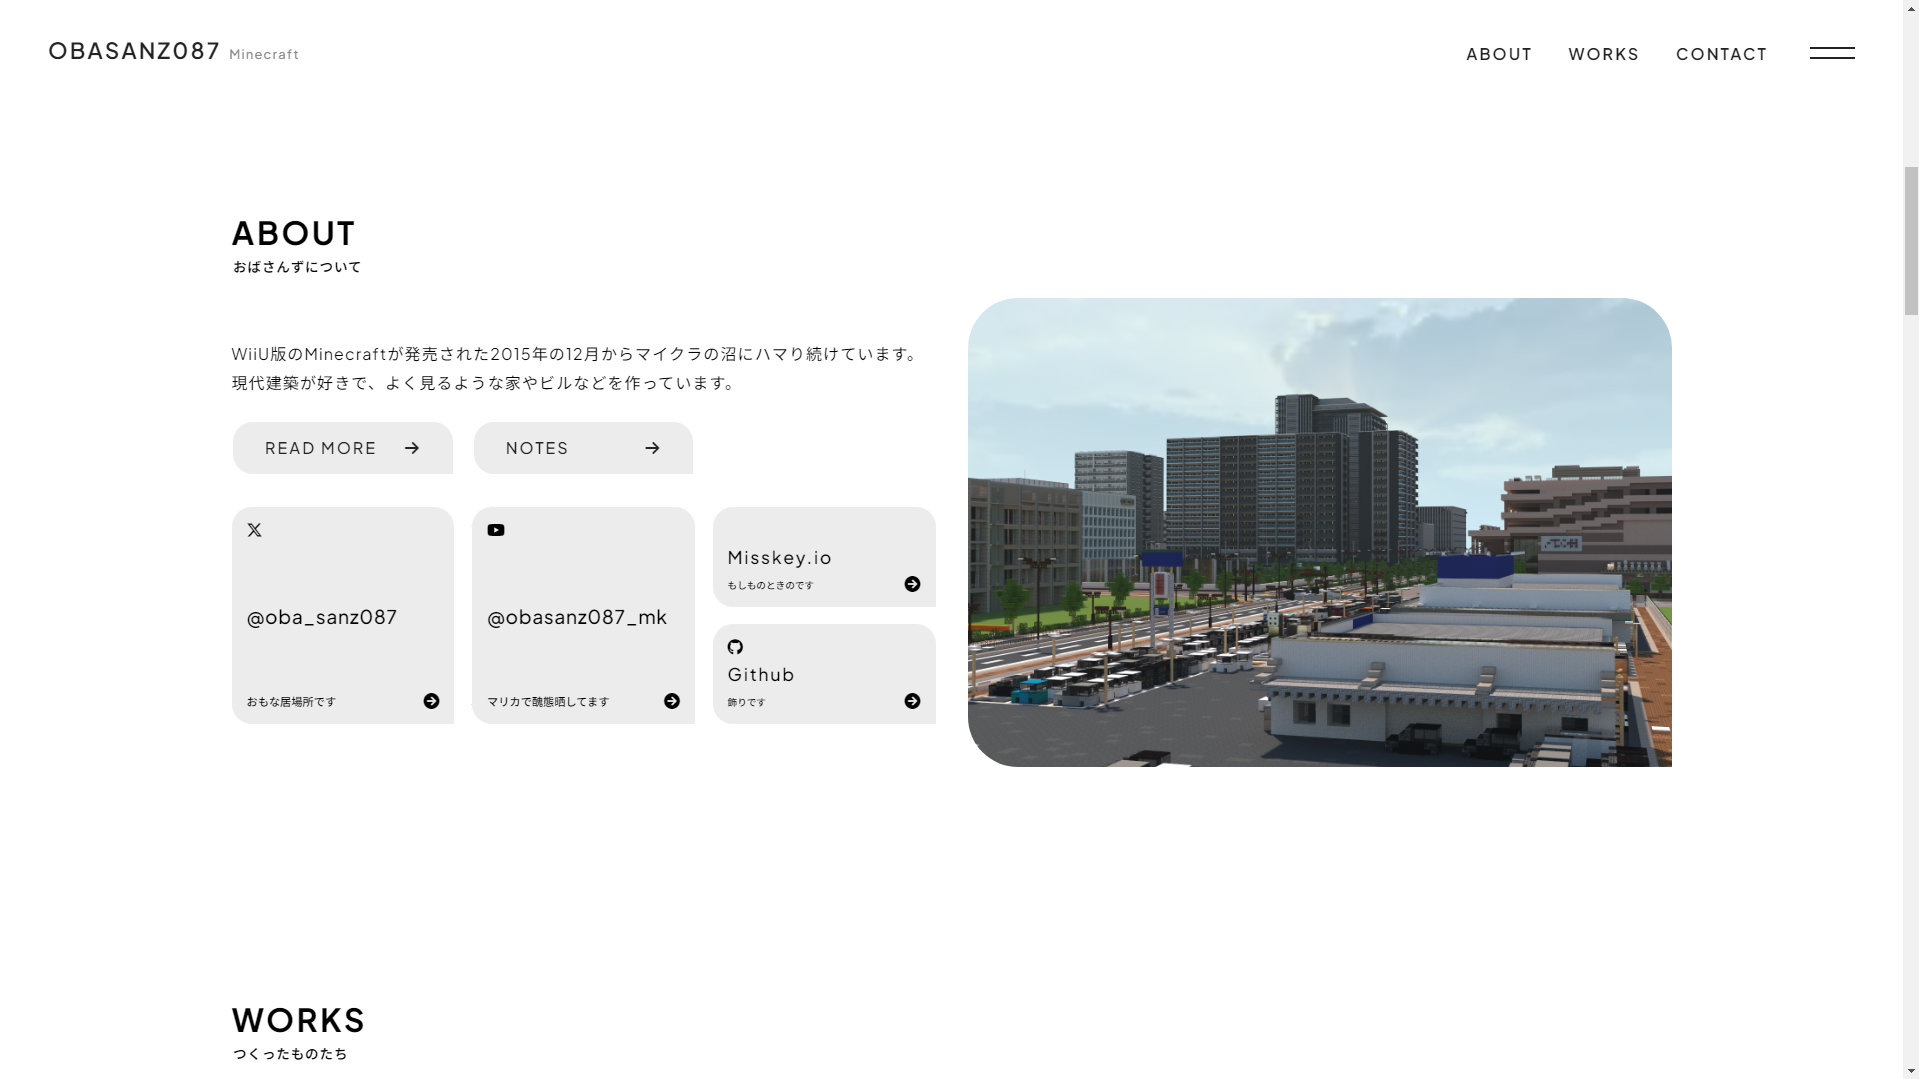 OBASANZ087 Minecraft
ABOUT
WORKS
CONTACT
ABOUT
おばさんずについて
WiiU版のMinecraftが発売された2015年の12月からマイクラの沼にハマり続けています。
現代建築が好きで、よく見るような家やビルなどを作っています。
READ MORE
NOTES
@oba_sanz087
おもな居場所です
@obasanz087_mk
マリカで醜態晒してます
Misskey.io
もしものときのです
Github
飾りです
WORKS
つくったものたち